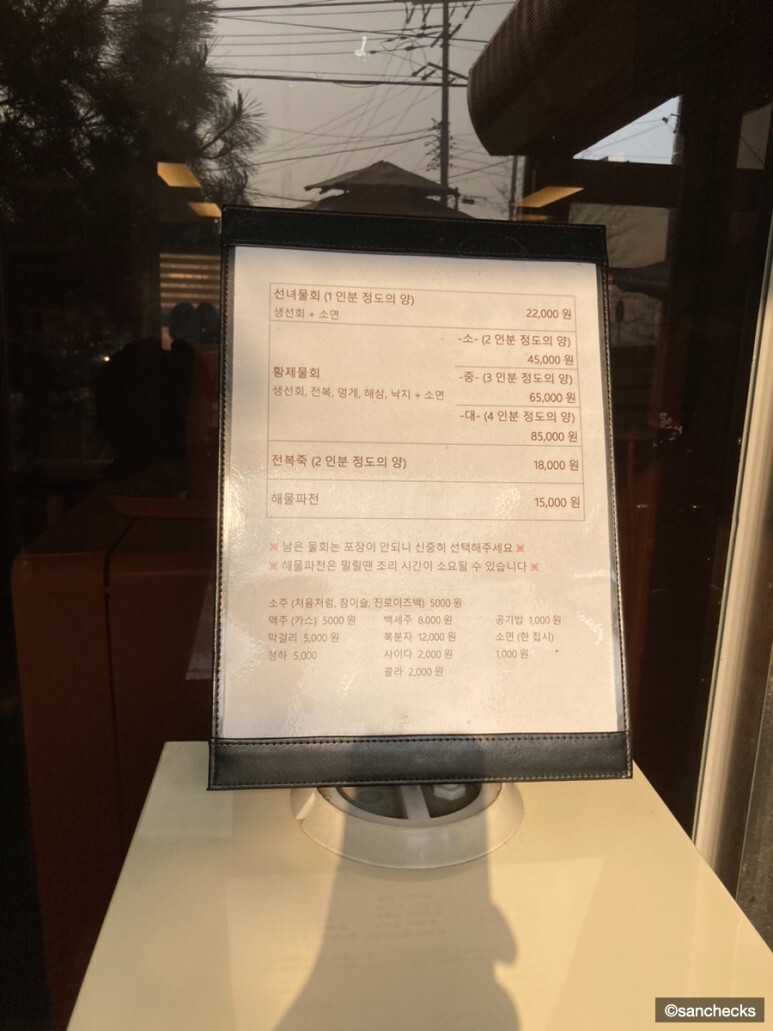 선녀물회 (1 인분 정도의 양)
생선회 + 소면
22,000 원
황제물회
생선회, 전복, 멍게, 해삼, 낙지 + 소면
-소- (2 인분 정도의 양)
45,000 원
-중- (3 인분 정도의 양)
65,000 원
-대- (4 인분 정도의 양)
85,000 원
전복죽 (2 인분 정도의 양) 18,000 원
해물파전 15,000 원
※ 남은 물회는 포장이 안되니 신중히 선택해주세요 ※
※ 해물파전은 밀릴땐 조리 시간이 소요될 수 있습니다 ※
소주 (처음처럼, 참이슬, 진로이즈백) 5000 원
맥주 (카스) 5000 원 백세주 8,000 원 공기밥 1,000 원
막걸리 5,000 원 복분자 12,000 원 소면 (한 접시)
청하 5,000 사이다 2,000 원 1,000 원
콜라 2,000 원
©sanchecks